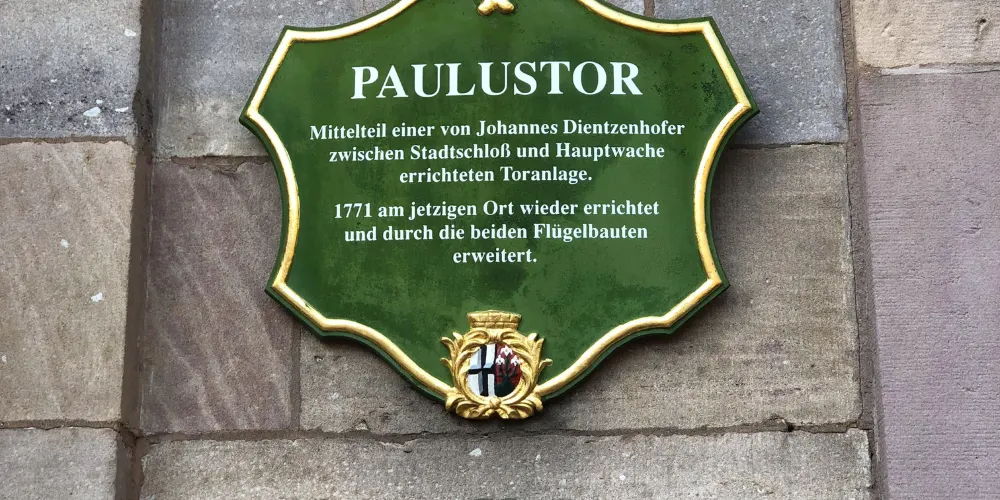 PAULUSTOR
Mittelteil einer von Johannes Dientzenhofer
zwischen Stadtschloß und Hauptwache
errichteten Toranlage.
1771 am jetzigen Ort wieder errichtet
und durch die beiden Flügelbauten
erweitert.